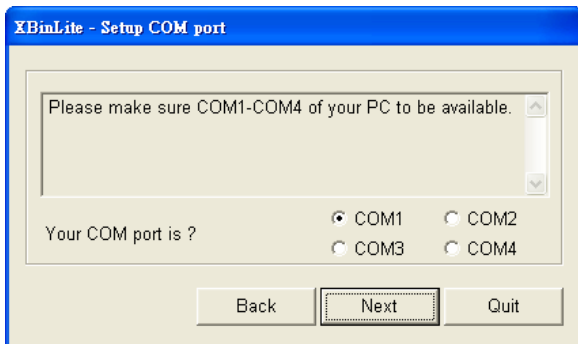 XBinLite - Setup COM port
Please make sure COM1-COM4 of your PC to be available.
Your COM port is ?
COM1 COM2
COM3 COM4
Back Next Quit